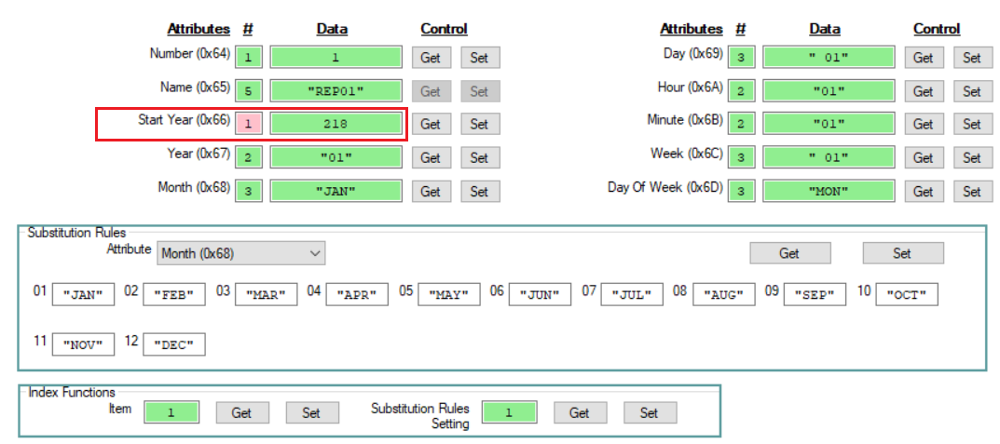 Attributes # Data Control Attributes # Data Control
Number (0x64) 1 1 Get Set Day (0x69) 3 " 01" Get Set
Name (0x65) 5 "REP01" Get Set Hour (0x6A) 2 "01" Get Set
Start Year (0x66) 1 218 Get Set Minute (0x6B) 2 "01" Get Set
Year (0x67) 2 "01" Get Set Week (0x6C) 3 " 01" Get Set
Month (0x68) 3 "JAN" Get Set Day Of Week (0x6D) 3 "MON" Get Set
Substitution Rules
Attribute Month (0x68) Get Set
01 "JAN" 02 "FEB" 03 "MAR" 04 "APR" 05 "MAY" 06 "JUN" 07 "JUL" 08 "AUG" 09 "SEP" 10 "OCT"
11 "NOV" 12 "DEC"
Index Functions
Item 1 Get Set Substitution Rules 1 Get Set
Setting